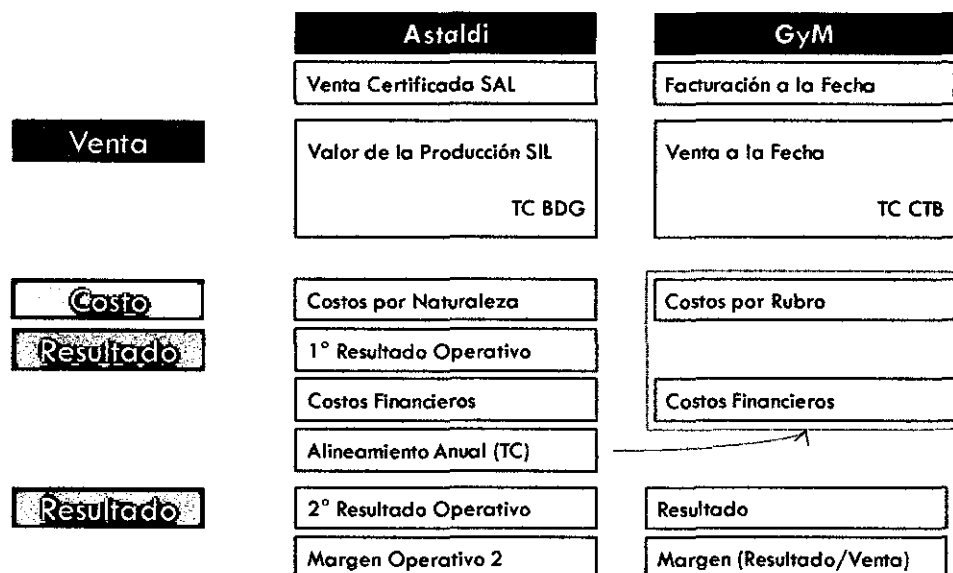 Astaldi GyM
Venta Certificada SAL Facturación a la Fecha
Venta Valor de la Producción SIL Venta a la Fecha
TC BDG TC CTB
Costo Costos por Naturaleza Costos por Rubro
Resultado 1° Resultado Operativo
Costos Financieros Costos Financieros
Alineamiento Anual (TC)
Resultado 2° Resultado Operativo Resultado
Margen Operativo 2 Margen (Resultado/Venta)